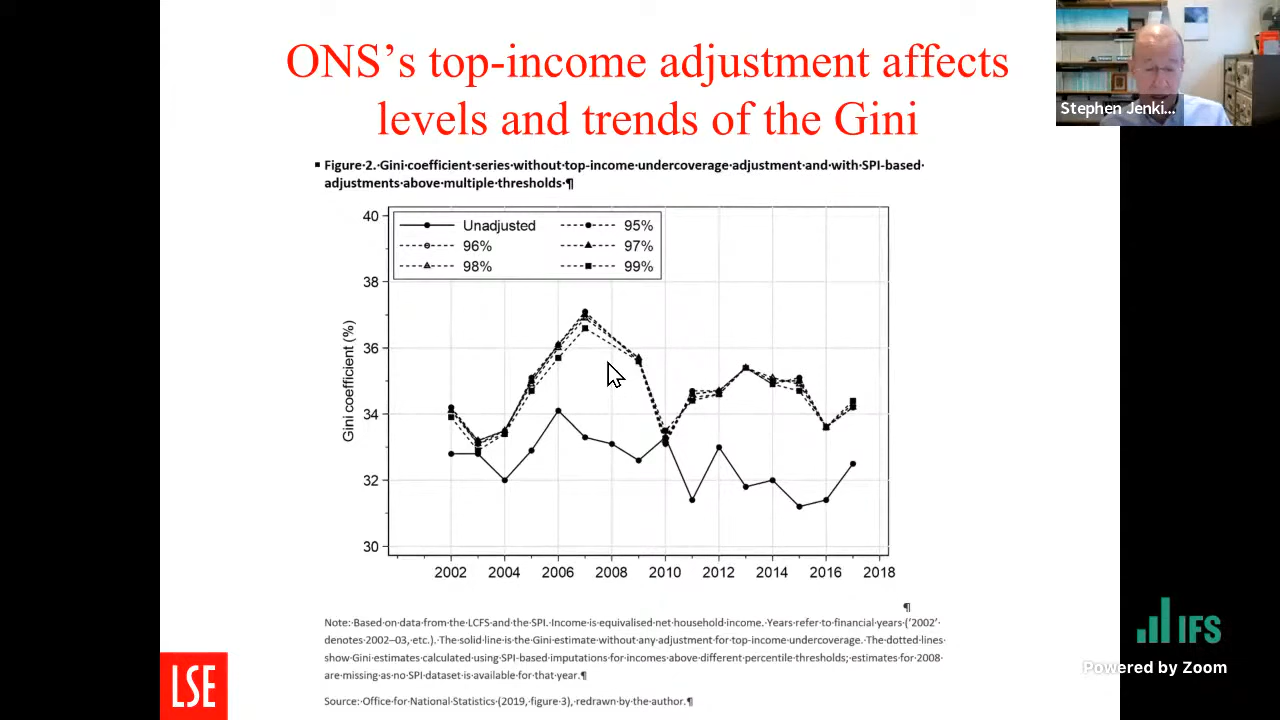 ONS’s top-income adjustment affects
levels and trends of the Gini
Stephen Jenki...
▪ Figure·2.·Gini·coefficient·series·without·top-income·undercoverage·adjustment·and·with·SPI-based·
adjustments·above·multiple·thresholds·¶
40
38
36
34
32
30
Gini coefficient (%)
Unadjusted
95%
96%
97%
98%
99%
2002 2004 2006 2008 2010 2012 2014 2016 2018
¶
Note:·Based·on·data·from·the·LCFS·and·the·SPI.·Income·is·equivalised·net·household·income.·Years·refer·to·financial·years·(‘2002’·
denotes·2002–03,·etc.).·The·solid·line·is·the·Gini·estimate·without·any·adjustment·for·top-income·undercoverage.·The·dotted·lines·
show·Gini·estimates·calculated·using·SPI-based·imputations·for·incomes·above·different·percentile·thresholds;·estimates·for·2008·
are·missing·as·no·SPI·dataset·is·available·for·that·year.¶
Source:·Office·for·National·Statistics·(2019,·figure·3),·redrawn·by·the·author.¶
LSE
IFS
Powered by Zoom